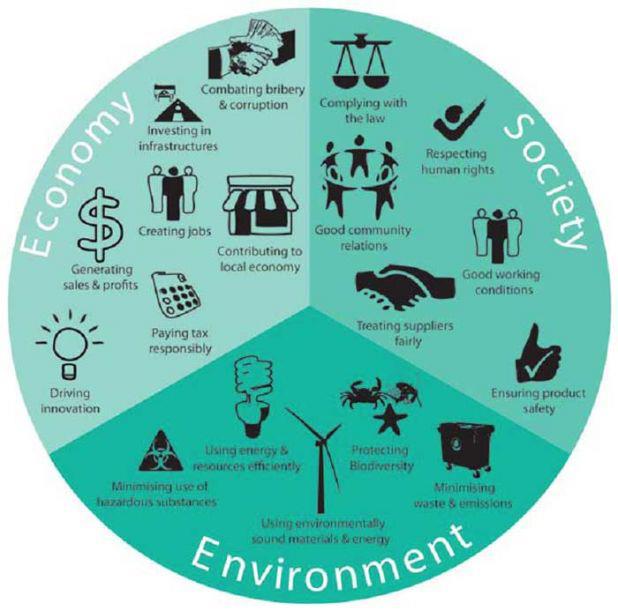 Economy
Combating bribery
& corruption
Investing in
infrastructures
Creating jobs
Contributing to
local economy
Generating
sales & profits
Paying tax
responsibly
Driving
innovation
Society
Complying with
the law
Respecting
human rights
Good community
relations
Good working
conditions
Treating suppliers
fairly
Ensuring product
safety
Using energy &
resources efficiently
Protecting
Biodiversity
Minimising use of
hazardous substances
Minimising
waste & emissions
Using environmentally
sound materials & energy
Environment